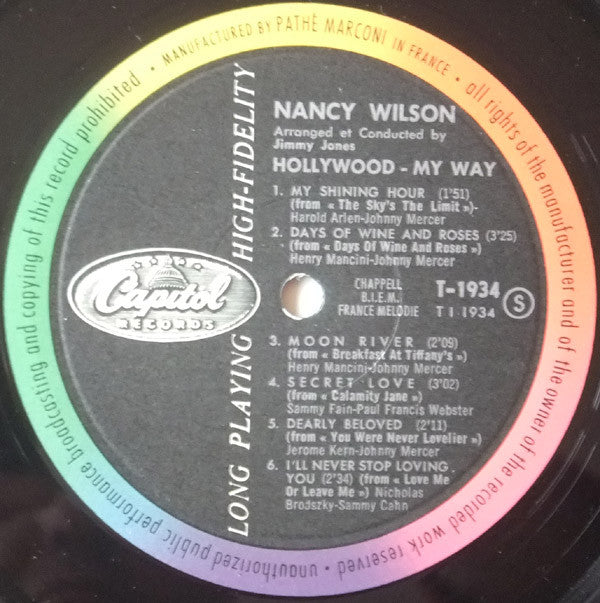 MANUFACTURED BY PATHÉ MARCONI IN FRANCE • all rights of the manufacturer and of the owner of the recorded work reserved • unauthorized public performance broadcasting and copying of this record prohibited •
LONG PLAYING HIGH-FIDELITY
Capitol
RECORDS
NANCY WILSON
Arranged et Conducted by
Jimmy Jones
HOLLYWOOD - MY WAY
1. MY SHINING HOUR (1'51)
(from « The Sky's The Limit »)-
Harold Arlen-Johnny Mercer
2. DAYS OF WINE AND ROSES (3'25)
(from « Days Of Wine And Roses »)
Henry Mancini-Johnny Mercer
CHAPPELL
B.I.E.M.
FRANCE MELODIE
T-1934
T 1 1934
S
3. MOON RIVER (2'09)
(from « Breakfast At Tiffany's »)
Henry Mancini-Johnny Mercer
4. SECRET LOVE (3'02)
(from « Calamity Jane »)
Sammy Fain-Paul Francis Webster
5. DEARLY BELOVED (2'11)
(from « You Were Never Lovelier »)
Jerome Kern-Johnny Mercer
6. I'LL NEVER STOP LOVING
YOU (2'34) (from « Love Me
Or Leave Me ») Nicholas
Brodszky-Sammy Cahn